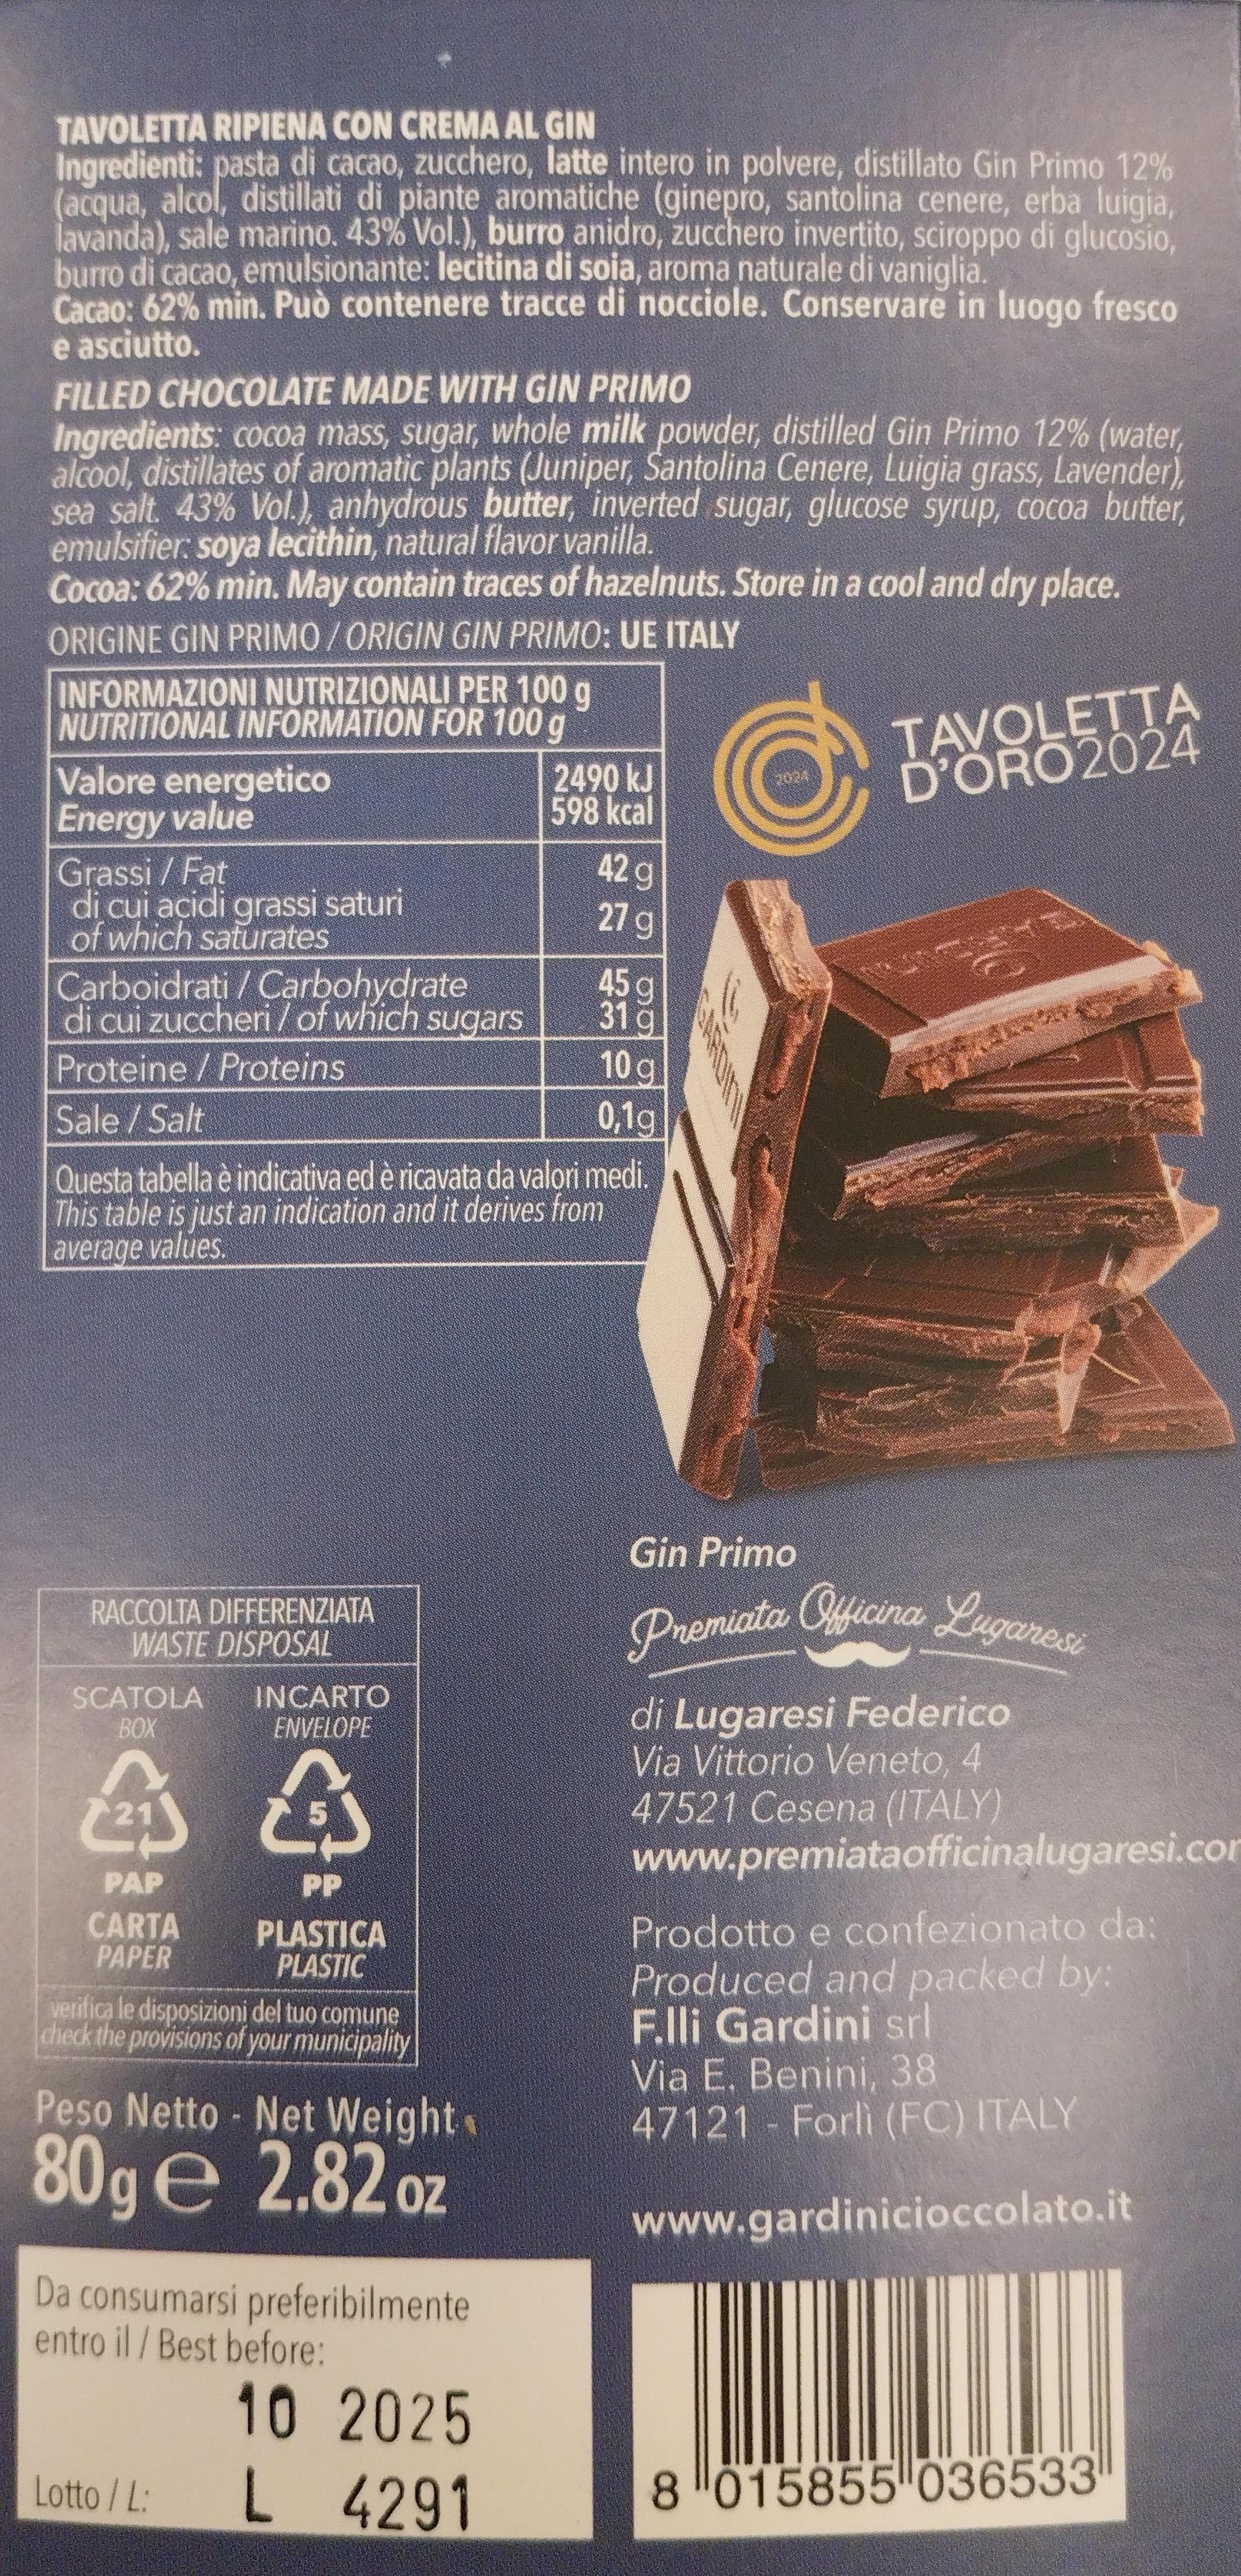 TAVOLETTA RIPIENA CON CREMA AL GIN
Ingredienti: pasta di cacao, zucchero, latte intero in polvere, distillato Gin Primo 12%
(acqua, alcol, distillati di piante aromatiche (ginepro, santolina cenere, erba luigia,
lavanda), sale marino. 43% Vol.), burro anidro, zucchero invertito, sciroppo di glucosio,
burro di cacao, emulsionante: lecitina di soia, aroma naturale di vaniglia.
Cacao: 62% min. Può contenere tracce di nocciole. Conservare in luogo fresco
e asciutto.
FILLED CHOCOLATE MADE WITH GIN PRIMO
Ingredients: cocoa mass, sugar, whole milk powder, distilled Gin Primo 12% (water,
alcool, distillates of aromatic plants (Juniper, Santolina Cenere, Luigia grass, Lavender),
sea salt. 43% Vol.), anhydrous butter, inverted sugar, glucose syrup, cocoa butter,
emulsifier: soya lecithin, natural flavor vanilla.
Cocoa: 62% min. May contain traces of hazelnuts. Store in a cool and dry place.
ORIGINE GIN PRIMO / ORIGIN GIN PRIMO: UE ITALY
INFORMAZIONI NUTRIZIONALI PER 100 g
NUTRITIONAL INFORMATION FOR 100 g
Valore energetico 2490 kJ
Energy value 598 kcal
Grassi / Fat 42 g
di cui acidi grassi saturi 27 g
of which saturates
Carboidrati / Carbohydrate 45 g
di cui zuccheri / of which sugars 31 g
Proteine / Proteins 10 g
Sale / Salt 0,1g
Questa tabella è indicativa ed è ricavata da valori medi.
This table is just an indication and it derives from
average values.
2024
TAVOLETTA
D'ORO2024
GARDINI
Gin Primo
Premiata Officina Lugaresi
di Lugaresi Federico
Via Vittorio Veneto, 4
47521 Cesena (ITALY)
www.premiataofficinalugaresi.com
Prodotto e confezionato da:
Produced and packed by:
F.lli Gardini srl
Via E. Benini, 38
47121 - Forlì (FC) ITALY
www.gardinicioccolato.it
RACCOLTA DIFFERENZIATA
WASTE DISPOSAL
SCATOLA INCARTO
BOX ENVELOPE
21 5
PAP PP
CARTA PLASTICA
PAPER PLASTIC
verifica le disposizioni del tuo comune
check the provisions of your municipality
Peso Netto - Net Weight
80g e 2.82 oz
Da consumarsi preferibilmente
entro il / Best before:
10 2025
Lotto / L: L 4291
8 015855 036533